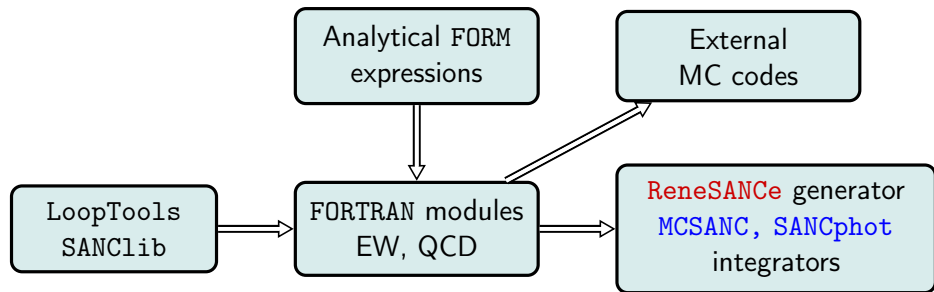 Analytical FORM
expressions
External
MC codes
LoopTools
SANClib
FORTRAN modules
EW, QCD
ReneSANCe generator
MCSANC, SANCphot
integrators